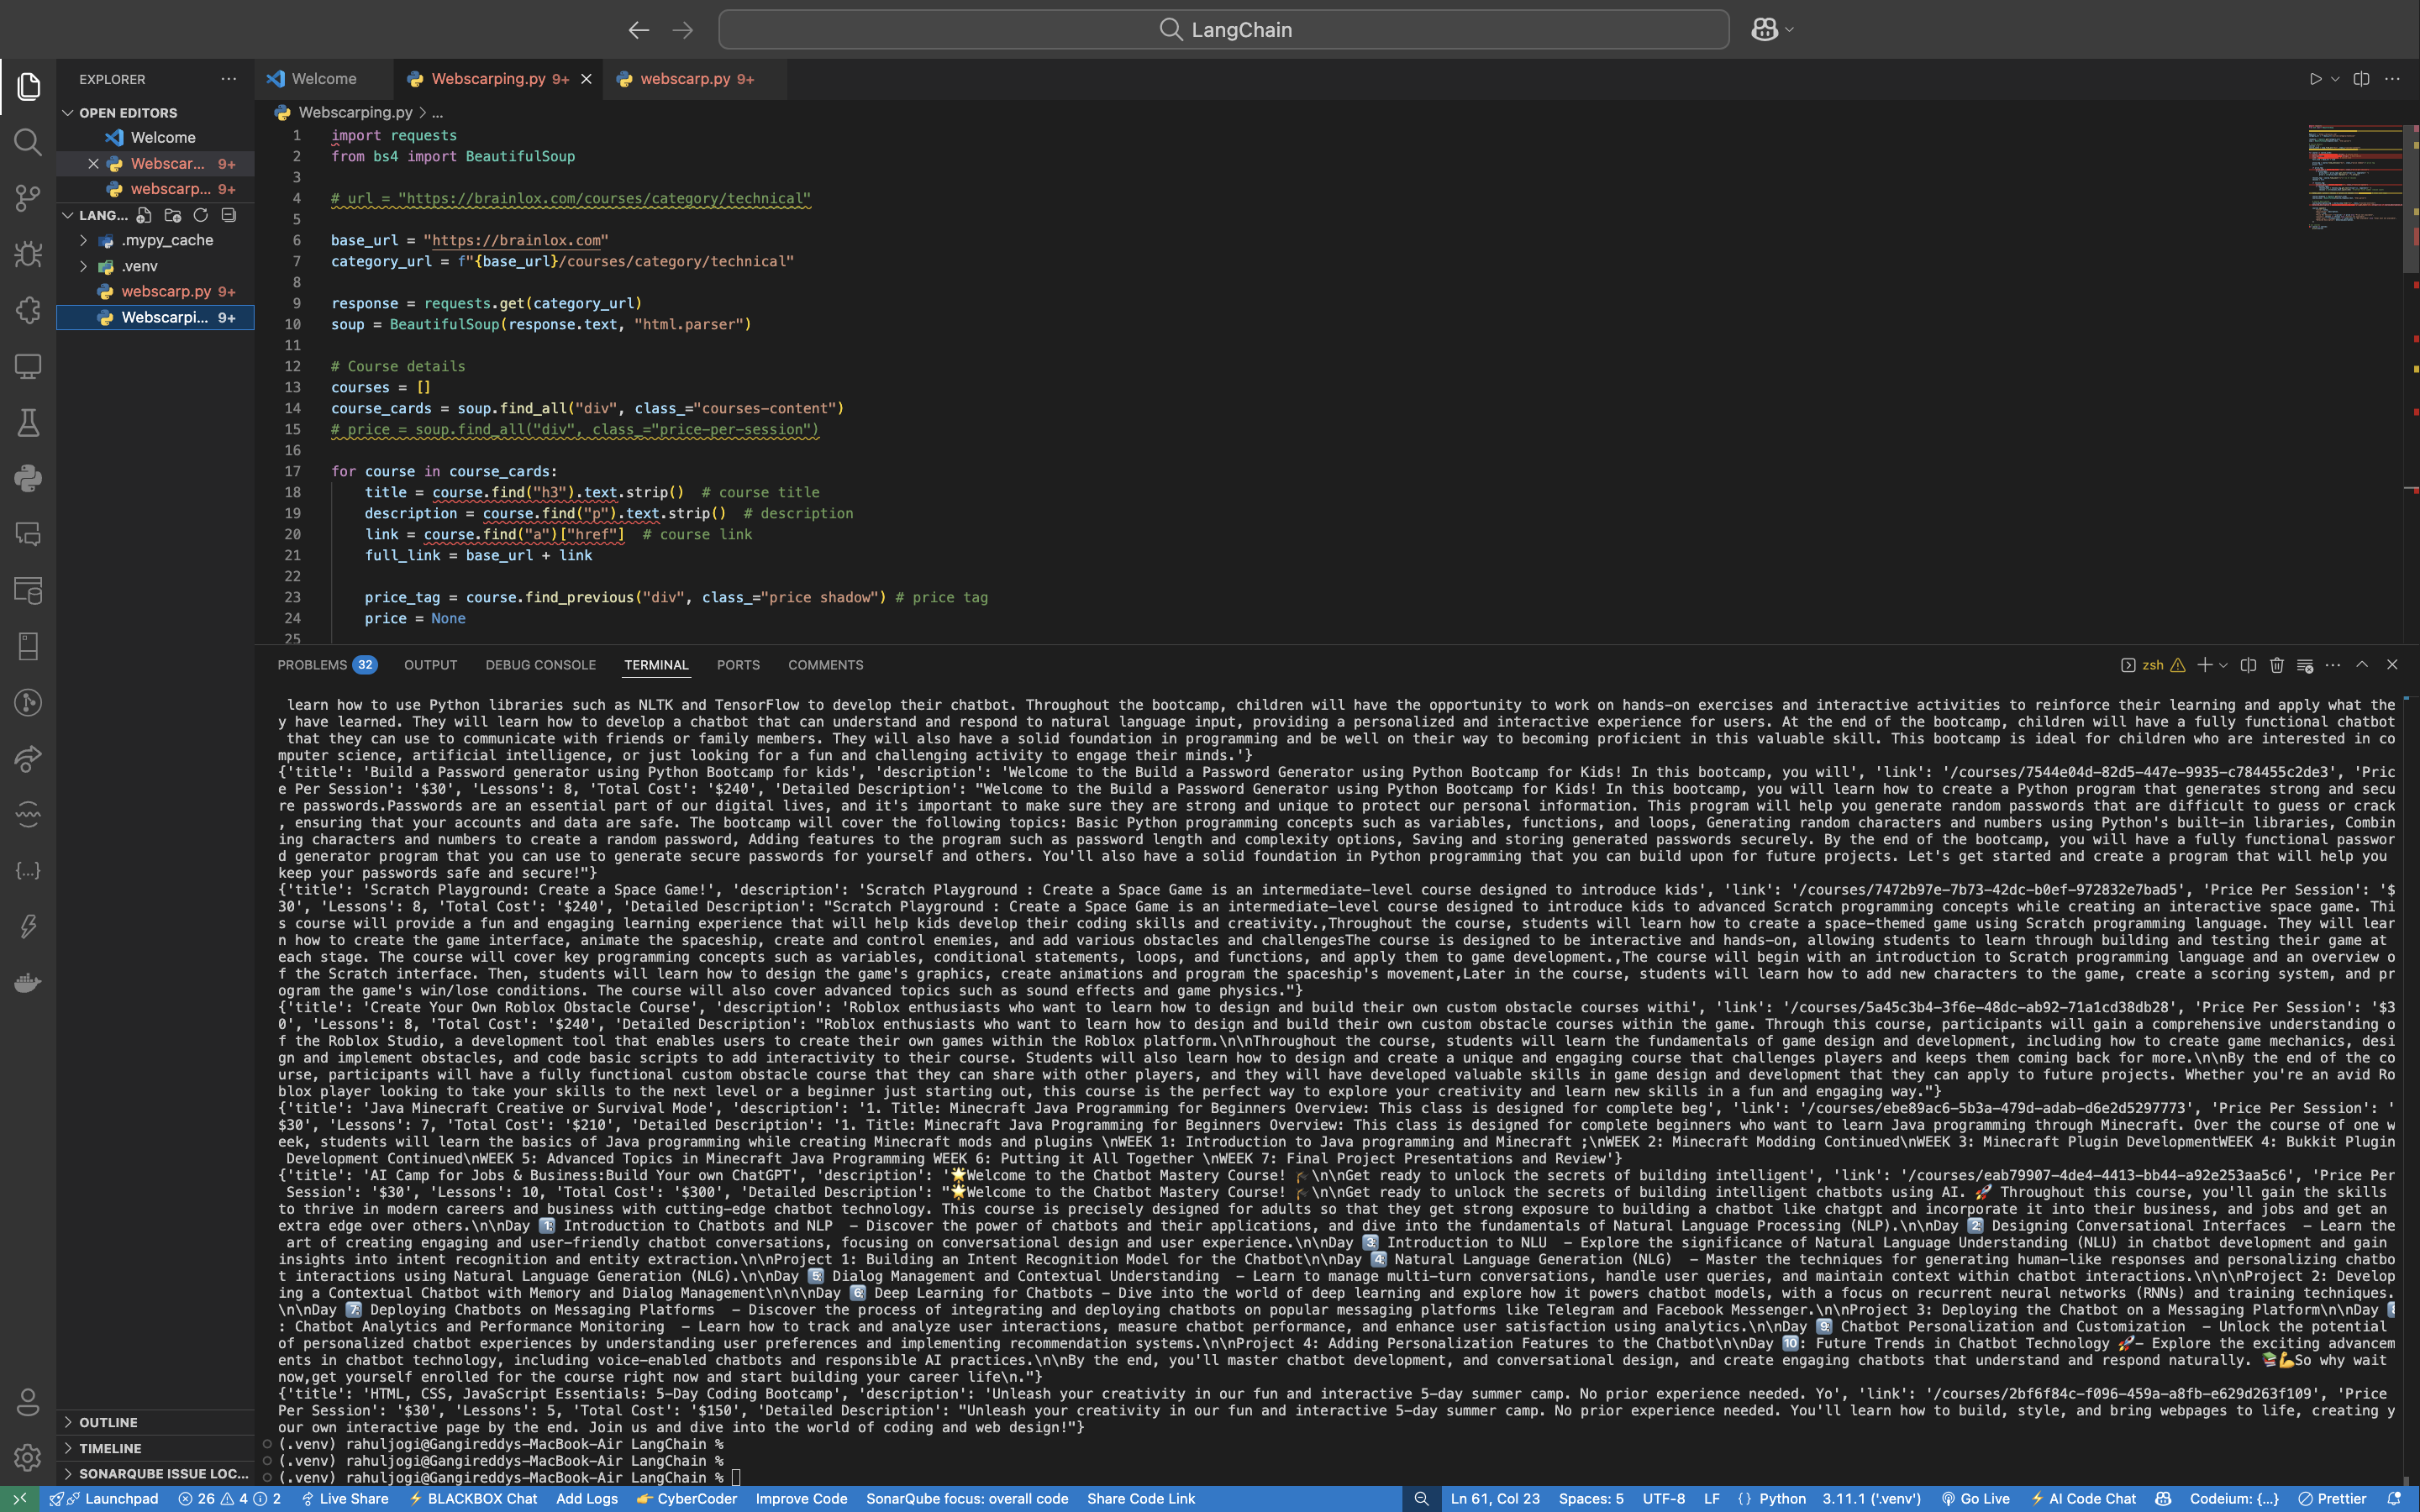 LangChain
EXPLORER
OPEN EDITORS
Welcome
Webscar... 9+
webscarp... 9+
LANG...
.mypy_cache
.venv
webscarp.py 9+
Webscarpi... 9+
OUTLINE
TIMELINE
SONARQUBE ISSUE LOC...
Welcome
Webscarping.py 9+
webscarp.py 9+
Webscarping.py > ...
1 import requests
2 from bs4 import BeautifulSoup
3
4 # url = "https://brainlox.com/courses/category/technical"
5
6 base_url = "https://brainlox.com"
7 category_url = f"{base_url}/courses/category/technical"
8
9 response = requests.get(category_url)
10 soup = BeautifulSoup(response.text, "html.parser")
11
12 # Course details
13 courses = []
14 course_cards = soup.find_all("div", class_="courses-content")
15 # price = soup.find_all("div", class_="price-per-session")
16
17 for course in course_cards:
18 title = course.find("h3").text.strip() # course title
19 description = course.find("p").text.strip() # description
20 link = course.find("a")["href"] # course link
21 full_link = base_url + link
22
23 price_tag = course.find_previous("div", class_="price shadow") # price tag
24 price = None
25
PROBLEMS 32 OUTPUT DEBUG CONSOLE TERMINAL PORTS COMMENTS
zsh
learn how to use Python libraries such as NLTK and TensorFlow to develop their chatbot. Throughout the bootcamp, children will have the opportunity to work on hands-on exercises and interactive activities to reinforce their learning and apply what the
y have learned. They will learn how to develop a chatbot that can understand and respond to natural language input, providing a personalized and interactive experience for users. At the end of the bootcamp, children will have a fully functional chatbot
that they can use to communicate with friends or family members. They will also have a solid foundation in programming and be well on their way to becoming proficient in this valuable skill. This bootcamp is ideal for children who are interested in co
mputer science, artificial intelligence, or just looking for a fun and challenging activity to engage their minds.'}
{'title': 'Build a Password generator using Python Bootcamp for kids', 'description': 'Welcome to the Build a Password Generator using Python Bootcamp for Kids! In this bootcamp, you will', 'link': '/courses/7544e04d-82d5-447e-9935-c784455c2de3', 'Pric
e Per Session': '$30', 'Lessons': 8, 'Total Cost': '$240', 'Detailed Description': "Welcome to the Build a Password Generator using Python Bootcamp for Kids! In this bootcamp, you will learn how to create a Python program that generates strong and secu
re passwords.Passwords are an essential part of our digital lives, and it's important to make sure they are strong and unique to protect our personal information. This program will help you generate random passwords that are difficult to guess or crack
, ensuring that your accounts and data are safe. The bootcamp will cover the following topics: Basic Python programming concepts such as variables, functions, and loops, Generating random characters and numbers using Python's built-in libraries, Combin
ing characters and numbers to create a random password, Adding features to the program such as password length and complexity options, Saving and storing generated passwords securely. By the end of the bootcamp, you will have a fully functional passwor
d generator program that you can use to generate secure passwords for yourself and others. You'll also have a solid foundation in Python programming that you can build upon for future projects. Let's get started and create a program that will help you
keep your passwords safe and secure!"}
{'title': 'Scratch Playground: Create a Space Game!', 'description': 'Scratch Playground : Create a Space Game is an intermediate-level course designed to introduce kids', 'link': '/courses/7472b97e-7b73-42dc-b0ef-972832e7bad5', 'Price Per Session': '$
30', 'Lessons': 8, 'Total Cost': '$240', 'Detailed Description': "Scratch Playground : Create a Space Game is an intermediate-level course designed to introduce kids to advanced Scratch programming concepts while creating an interactive space game. Thi
s course will provide a fun and engaging learning experience that will help kids develop their coding skills and creativity.,Throughout the course, students will learn how to create a space-themed game using Scratch programming language. They will lear
n how to create the game interface, animate the spaceship, create and control enemies, and add various obstacles and challengesThe course is designed to be interactive and hands-on, allowing students to learn through building and testing their game at
each stage. The course will cover key programming concepts such as variables, conditional statements, loops, and functions, and apply them to game development.,The course will begin with an introduction to Scratch programming language and an overview o
f the Scratch interface. Then, students will learn how to design the game's graphics, create animations and program the spaceship's movement,Later in the course, students will learn how to add new characters to the game, create a scoring system, and pr
ogram the game's win/lose conditions. The course will also cover advanced topics such as sound effects and game physics."}
{'title': 'Create Your Own Roblox Obstacle Course', 'description': 'Roblox enthusiasts who want to learn how to design and build their own custom obstacle courses withi', 'link': '/courses/5a45c3b4-3f6e-48dc-ab92-71a1cd38db28', 'Price Per Session': '$3
0', 'Lessons': 8, 'Total Cost': '$240', 'Detailed Description': "Roblox enthusiasts who want to learn how to design and build their own custom obstacle courses within the game. Through this course, participants will gain a comprehensive understanding o
f the Roblox Studio, a development tool that enables users to create their own games within the Roblox platform.\n\nThroughout the course, students will learn the fundamentals of game design and development, including how to create game mechanics, desi
gn and implement obstacles, and code basic scripts to add interactivity to their course. Students will also learn how to design and create a unique and engaging course that challenges players and keeps them coming back for more.\n\nBy the end of the co
urse, participants will have a fully functional custom obstacle course that they can share with other players, and they will have developed valuable skills in game design and development that they can apply to future projects. Whether you're an avid Ro
blox player looking to take your skills to the next level or a beginner just starting out, this course is the perfect way to explore your creativity and learn new skills in a fun and engaging way."}
{'title': 'Java Minecraft Creative or Survival Mode', 'description': '1. Title: Minecraft Java Programming for Beginners Overview: This class is designed for complete beg', 'link': '/courses/ebe89ac6-5b3a-479d-adab-d6e2d5297773', 'Price Per Session': '
$30', 'Lessons': 7, 'Total Cost': '$210', 'Detailed Description': '1. Title: Minecraft Java Programming for Beginners Overview: This class is designed for complete beginners who want to learn Java programming through Minecraft. Over the course of one w
eek, students will learn the basics of Java programming while creating Minecraft mods and plugins \nWEEK 1: Introduction to Java programming and Minecraft ;\nWEEK 2: Minecraft Modding Continued\nWEEK 3: Minecraft Plugin DevelopmentWEEK 4: Bukkit Plugin
Development Continued\nWEEK 5: Advanced Topics in Minecraft Java Programming WEEK 6: Putting it All Together \nWEEK 7: Final Project Presentations and Review'}
{'title': 'AI Camp for Jobs & Business:Build Your own ChatGPT', 'description': '🌟Welcome to the Chatbot Mastery Course! 🎓\n\nGet ready to unlock the secrets of building intelligent', 'link': '/courses/eab79907-4de4-4413-bb44-a92e253aa5c6', 'Price Per
Session': '$30', 'Lessons': 10, 'Total Cost': '$300', 'Detailed Description': "🌟Welcome to the Chatbot Mastery Course! 🎓\n\nGet ready to unlock the secrets of building intelligent chatbots using AI. 🚀 Throughout this course, you'll gain the skills
to thrive in modern careers and business with cutting-edge chatbot technology. This course is precisely designed for adults so that they get strong exposure to building a chatbot like chatgpt and incorporate it into their business, and jobs and get an
extra edge over others.\n\nDay 1️⃣ Introduction to Chatbots and NLP – Discover the power of chatbots and their applications, and dive into the fundamentals of Natural Language Processing (NLP).\n\nDay 2️⃣ Designing Conversational Interfaces – Learn the
art of creating engaging and user-friendly chatbot conversations, focusing on conversational design and user experience.\n\nDay 3️⃣ Introduction to NLU – Explore the significance of Natural Language Understanding (NLU) in chatbot development and gain
insights into intent recognition and entity extraction.\n\nProject 1: Building an Intent Recognition Model for the Chatbot\n\nDay 4️⃣ Natural Language Generation (NLG) – Master the techniques for generating human-like responses and personalizing chatbo
t interactions using Natural Language Generation (NLG).\n\nDay 5️⃣ Dialog Management and Contextual Understanding – Learn to manage multi-turn conversations, handle user queries, and maintain context within chatbot interactions.\n\n\nProject 2: Develop
ing a Contextual Chatbot with Memory and Dialog Management\n\n\nDay 6️⃣ Deep Learning for Chatbots – Dive into the world of deep learning and explore how it powers chatbot models, with a focus on recurrent neural networks (RNNs) and training techniques.
\n\nDay 7️⃣ Deploying Chatbots on Messaging Platforms – Discover the process of integrating and deploying chatbots on popular messaging platforms like Telegram and Facebook Messenger.\n\nProject 3: Deploying the Chatbot on a Messaging Platform\n\nDay
: Chatbot Analytics and Performance Monitoring – Learn how to track and analyze user interactions, measure chatbot performance, and enhance user satisfaction using analytics.\n\nDay 9️⃣ Chatbot Personalization and Customization – Unlock the potential
of personalized chatbot experiences by understanding user preferences and implementing recommendation systems.\n\nProject 4: Adding Personalization Features to the Chatbot\n\nDay 🔟: Future Trends in Chatbot Technology 🚀– Explore the exciting advancem
ents in chatbot technology, including voice-enabled chatbots and responsible AI practices.\n\nBy the end, you'll master chatbot development, and conversational design, and create engaging chatbots that understand and respond naturally. 📚💪So why wait
now,get yourself enrolled for the course right now and start building your career life\n."}
{'title': 'HTML, CSS, JavaScript Essentials: 5-Day Coding Bootcamp', 'description': 'Unleash your creativity in our fun and interactive 5-day summer camp. No prior experience needed. Yo', 'link': '/courses/2bf6f84c-f096-459a-a8fb-e629d263f109', 'Price
Per Session': '$30', 'Lessons': 5, 'Total Cost': '$150', 'Detailed Description': "Unleash your creativity in our fun and interactive 5-day summer camp. No prior experience needed. You'll learn how to build, style, and bring webpages to life, creating y
our own interactive page by the end. Join us and dive into the world of coding and web design!"}
(.venv) rahuljogi@Gangireddys-MacBook-Air LangChain %
(.venv) rahuljogi@Gangireddys-MacBook-Air LangChain %
(.venv) rahuljogi@Gangireddys-MacBook-Air LangChain %
Launchpad 26 4 2 Live Share BLACKBOX Chat Add Logs CyberCoder Improve Code SonarQube focus: overall code Share Code Link Ln 61, Col 23 Spaces: 5 UTF-8 LF {} Python 3.11.1 ('.venv') Go Live AI Code Chat Codeium: {...} Prettier